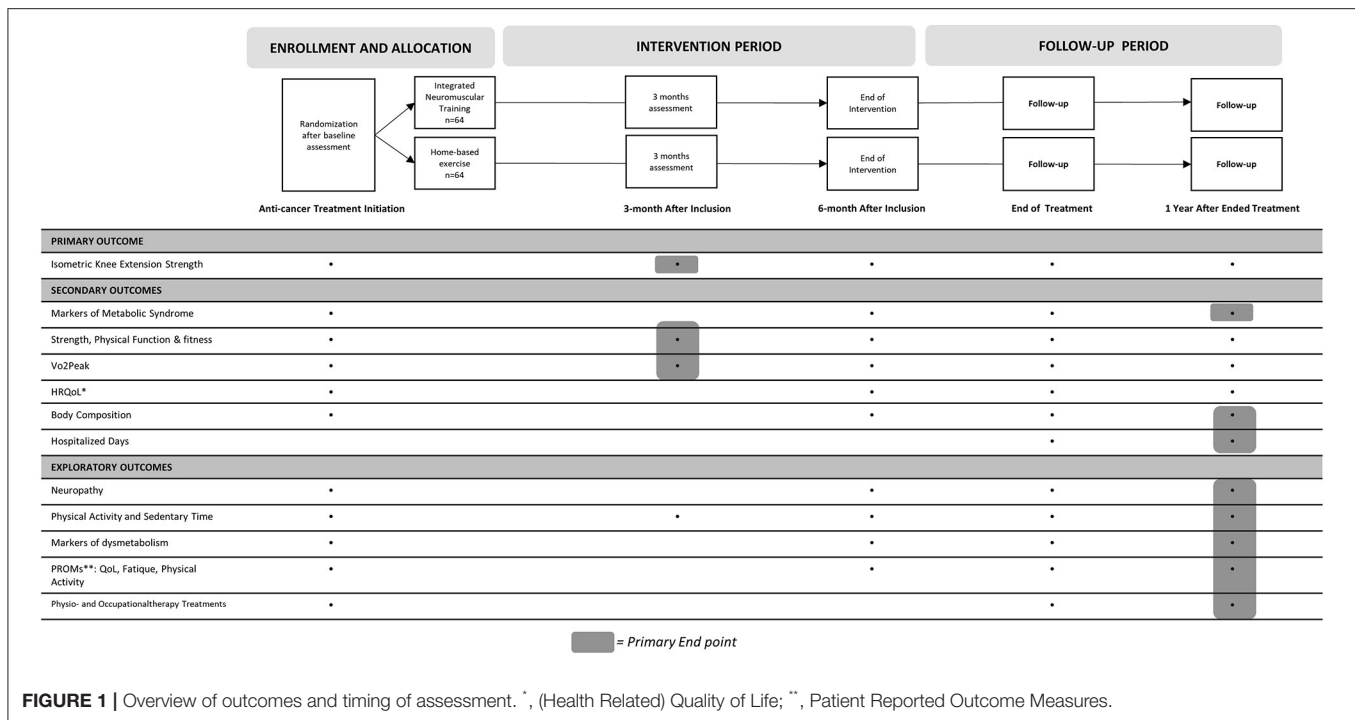 ENROLLMENT AND ALLOCATION
INTERVENTION PERIOD
FOLLOW-UP PERIOD
Randomization
after baseline
assessment
Integrated
Neuromuscular
Training
n=64
3 months
assessment
End of
Intervention
Follow-up
Follow-up
Home-based
exercise
n=64
3 months
assessment
End of
Intervention
Follow-up
Follow-up
Anti-cancer Treatment Initiation
3-month After Inclusion
6-month After Inclusion
End of Treatment
1 Year After Ended Treatment
PRIMARY OUTCOME
Isometric Knee Extension Strength
SECONDARY OUTCOMES
Markers of Metabolic Syndrome
Strength, Physical Function & fitness
Vo2Peak
HRQoL*
Body Composition
Hospitalized Days
EXPLORATORY OUTCOMES
Neuropathy
Physical Activity and Sedentary Time
Markers of dysmetabolism
PROMs**: QoL, Fatique, Physical
Activity
Physio- and Occupationaltherapy Treatments
= Primary End point
FIGURE 1 | Overview of outcomes and timing of assessment. *, (Health Related) Quality of Life; **, Patient Reported Outcome Measures.